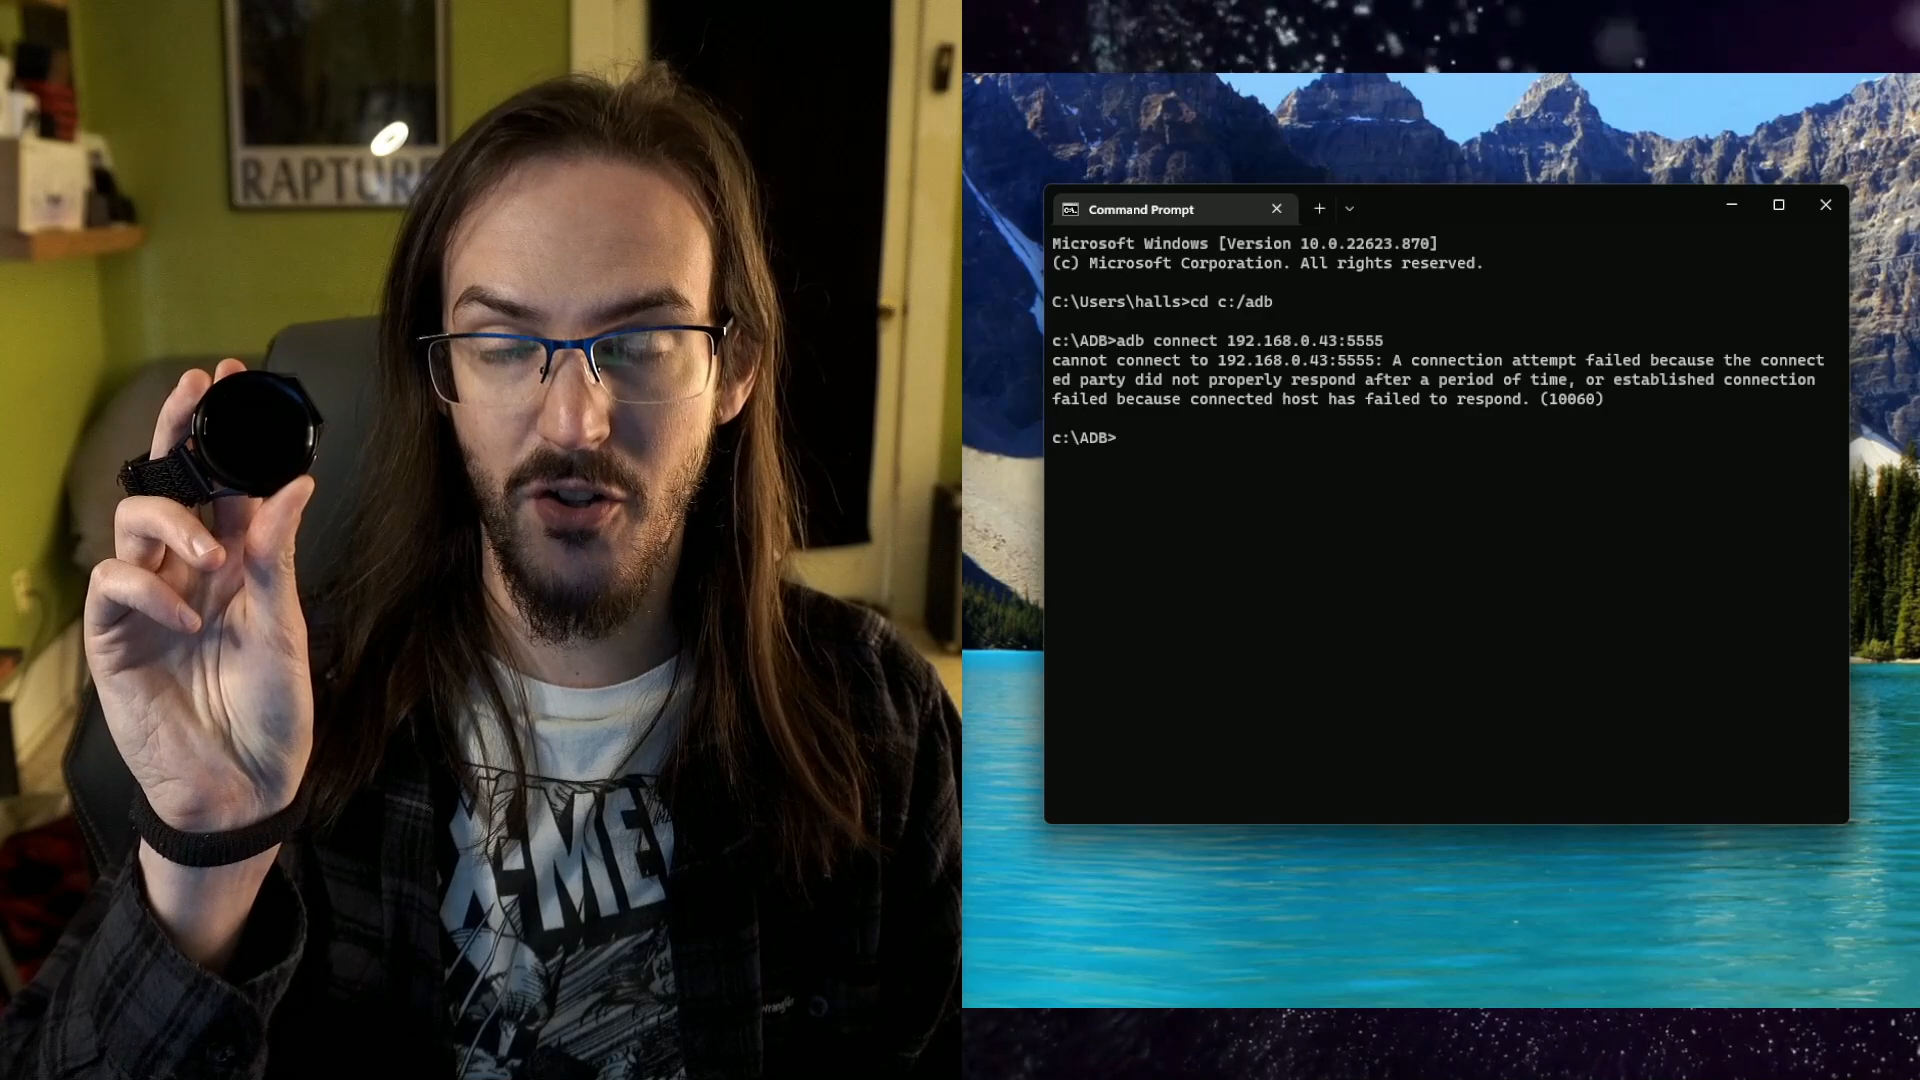 RAPTURE
X-MEN
Wrangler
Command Prompt
Microsoft Windows [Version 10.0.22623.870]
(c) Microsoft Corporation. All rights reserved.
C:\Users\halls>cd c:/adb
c:\ADB>adb connect 192.168.0.43:5555
cannot connect to 192.168.0.43:5555: A connection attempt failed because the connect
ed party did not properly respond after a period of time, or established connection
failed because connected host has failed to respond. (10060)
c:\ADB>